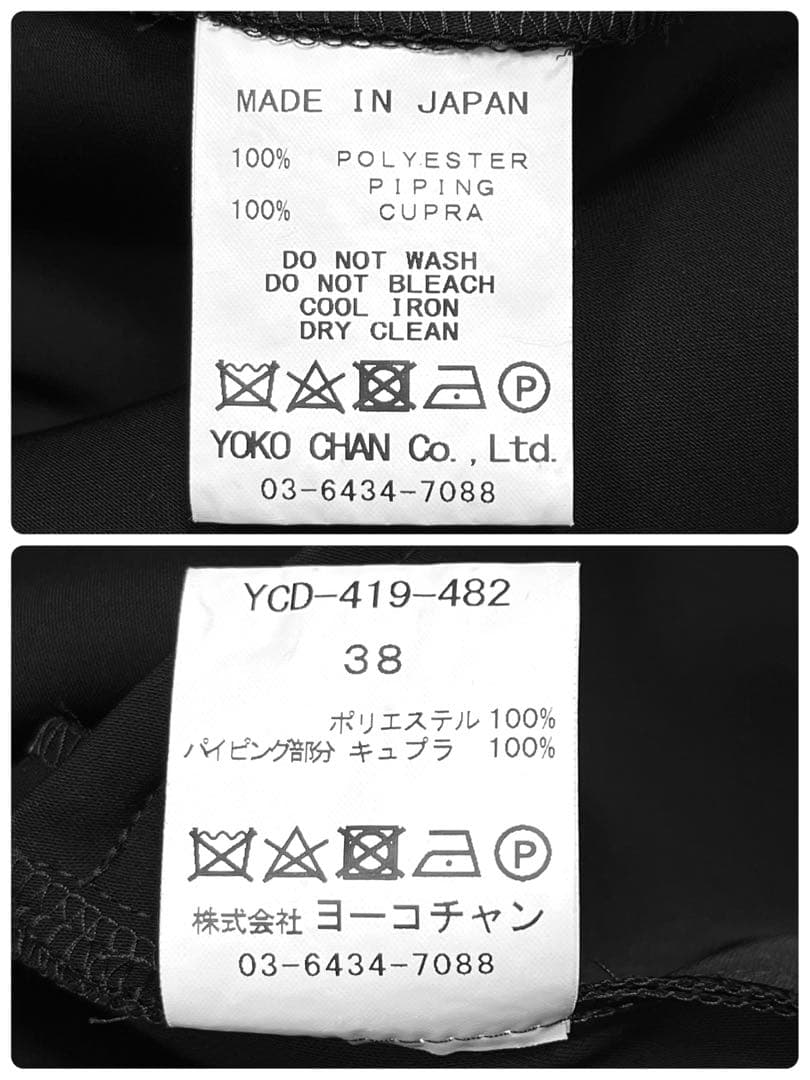 MADE IN JAPAN
100% POLYESTER
PIPING
100% CUPRA
DO NOT WASH
DO NOT BLEACH
COOL IRON
DRY CLEAN
P
YOKO CHAN Co.,Ltd.
03-6434-7088
YCD-419-482
38
ポリエステル 100%
パイピング部分 キュプラ 100%
P
株式会社 ヨーコチャン
03-6434-7088